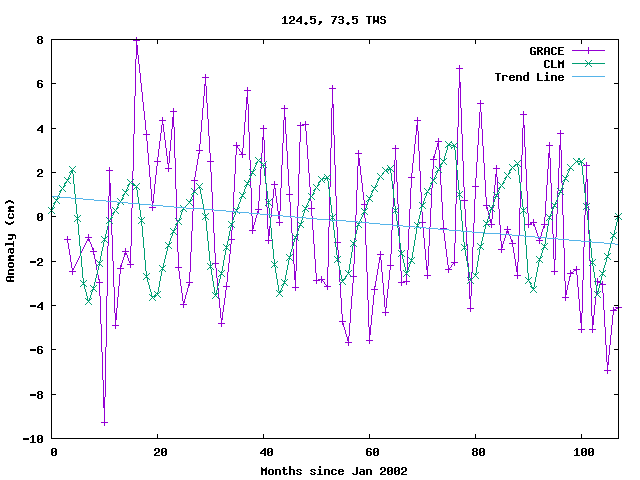 124.5, 73.5 TWS
GRACE
CLM
Trend Line
8
6
4
2
0
-2
-4
-6
-8
-10
Anomaly (cm)
0 20 40 60 80 100
Months since Jan 2002